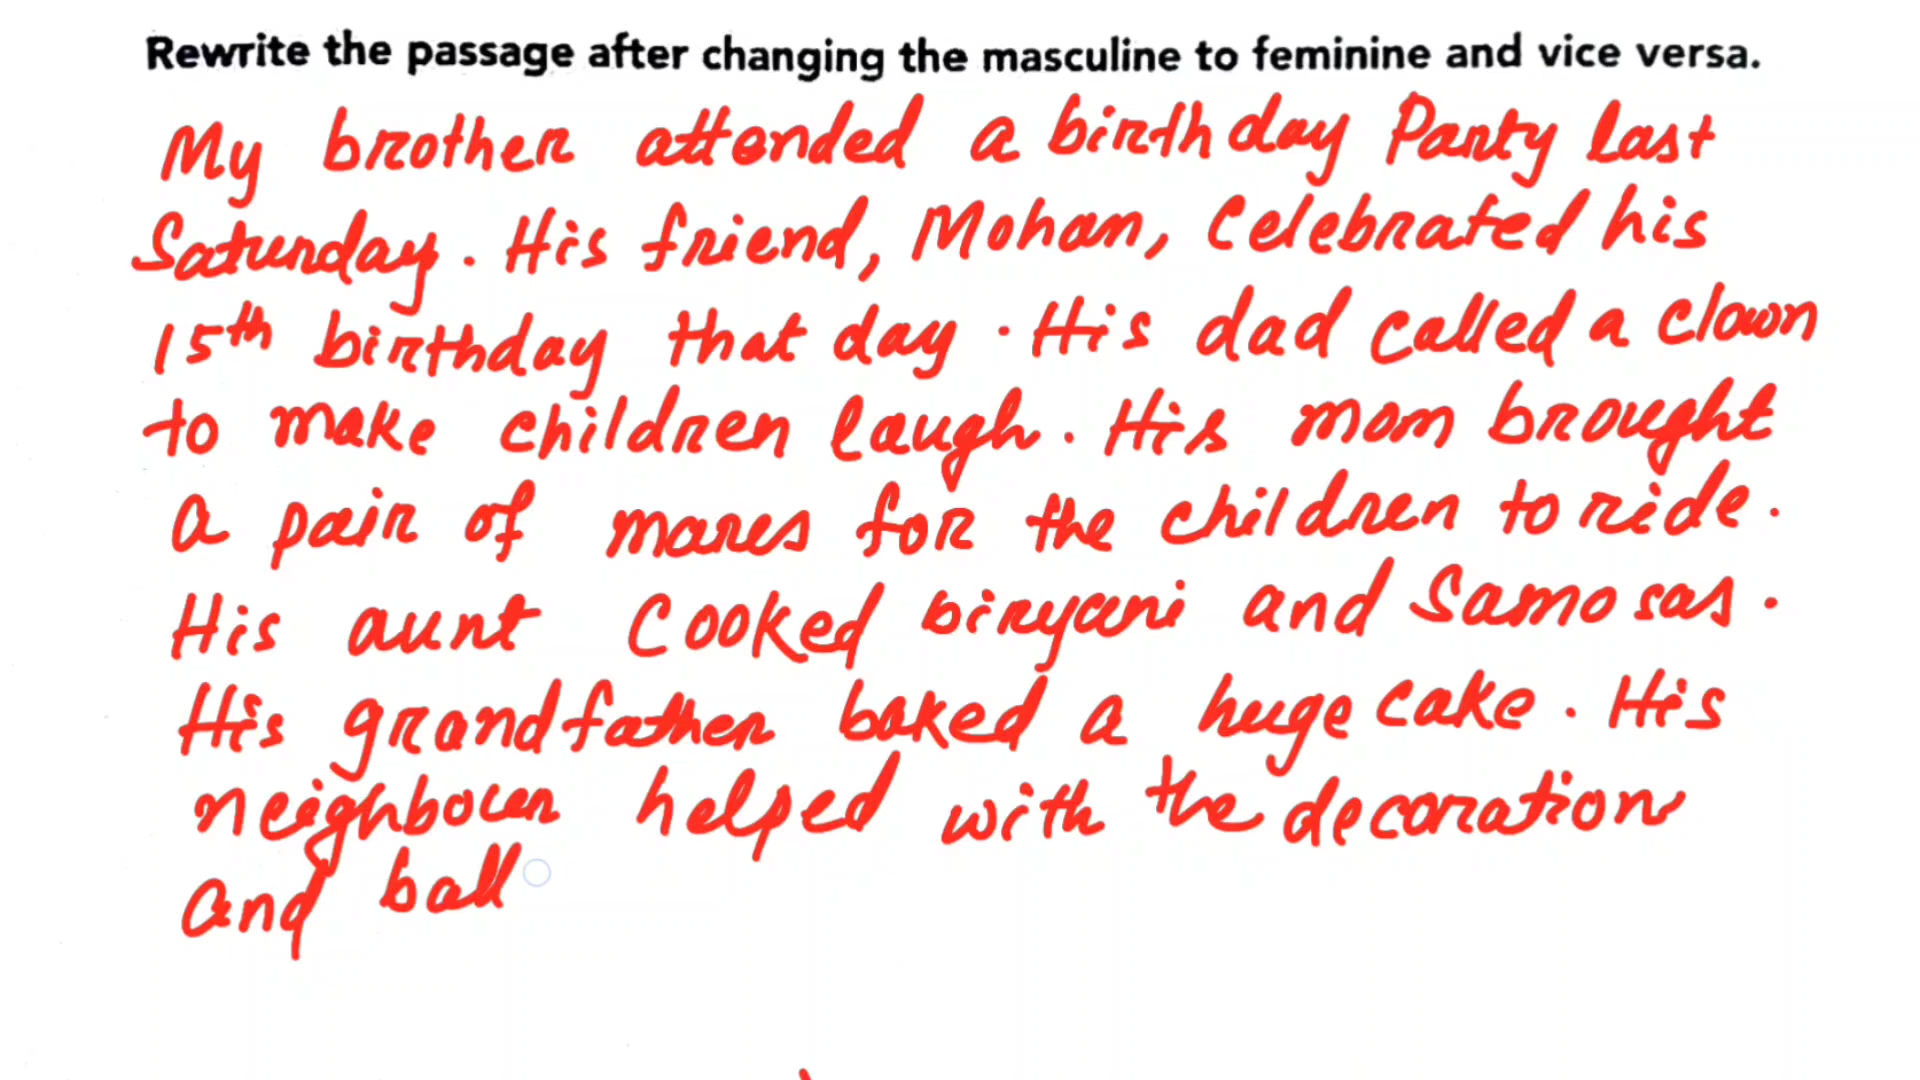 Rewrite the passage after changing the masculine to feminine and vice versa.
My brother attended a birthday Party last
Saturday. His friend, Mohan, Celebrated his
15th birthday that day. His dad called a clown
to make children laugh. His mom brought
a pair of mares for the children to ride.
His aunt Cooked biryani and Samosas.
His grandfather baked a huge cake. His
neighbour helped with the decoration
and ball